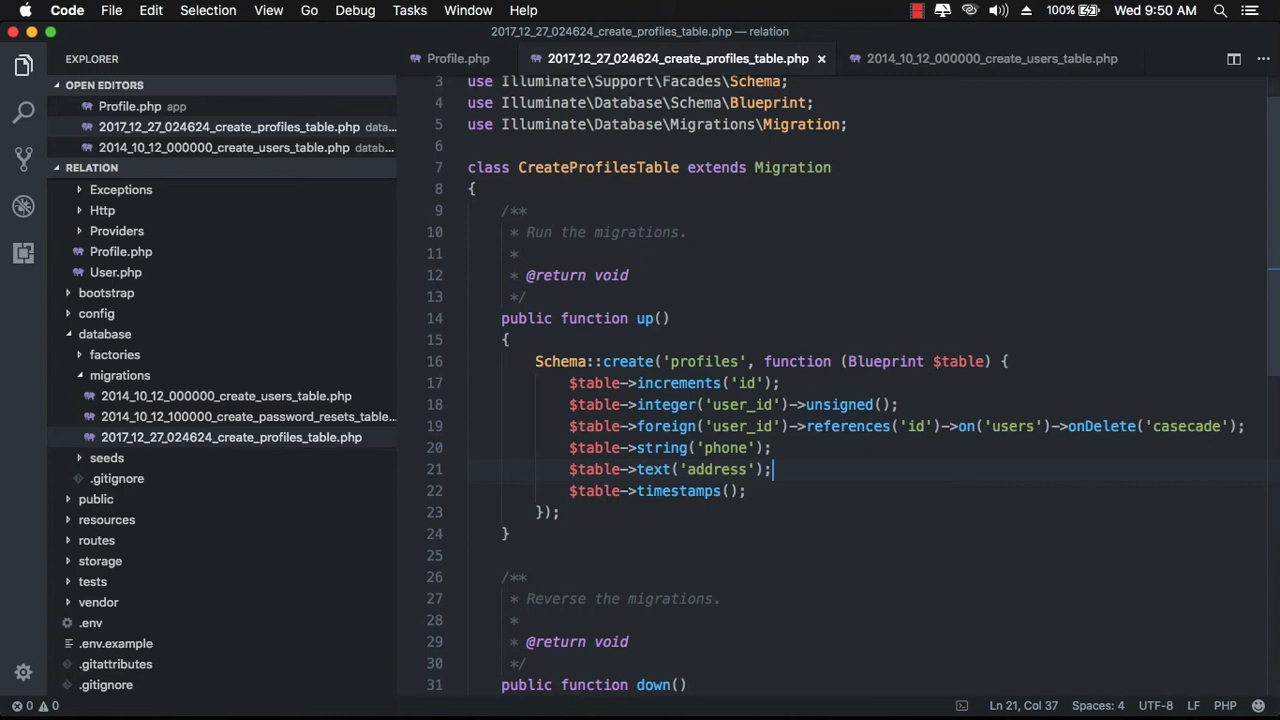 Code File Edit Selection View Go Debug Tasks Window Help 100% Wed 9:50 AM
2017_12_27_024624_create_profiles_table.php — relation
EXPLORER
Profile.php 2017_12_27_024624_create_profiles_table.php × 2014_10_12_000000_create_users_table.php
OPEN EDITORS
Profile.php app
2017_12_27_024624_create_profiles_table.php data...
2014_10_12_000000_create_users_table.php datab...
RELATION
Exceptions
Http
Providers
Profile.php
User.php
bootstrap
config
database
factories
migrations
2014_10_12_000000_create_users_table.php
2014_10_12_100000_create_password_resets_table...
2017_12_27_024624_create_profiles_table.php
seeds
.gitignore
public
resources
routes
storage
tests
vendor
.env
.env.example
.gitattributes
.gitignore
3 use Illuminate\Support\Facades\Schema;
4 use Illuminate\Database\Schema\Blueprint;
5 use Illuminate\Database\Migrations\Migration;
6
7 class CreateProfilesTable extends Migration
8 {
9 /**
10 * Run the migrations.
11 *
12 * @return void
13 */
14 public function up()
15 {
16 Schema::create('profiles', function (Blueprint $table) {
17 $table->increments('id');
18 $table->integer('user_id')->unsigned();
19 $table->foreign('user_id')->references('id')->on('users')->onDelete('casecade');
20 $table->string('phone');
21 $table->text('address');
22 $table->timestamps();
23 });
24 }
25
26 /**
27 * Reverse the migrations.
28 *
29 * @return void
30 */
31 public function down()
0 0 Ln 21, Col 37 Spaces: 4 UTF-8 LF PHP